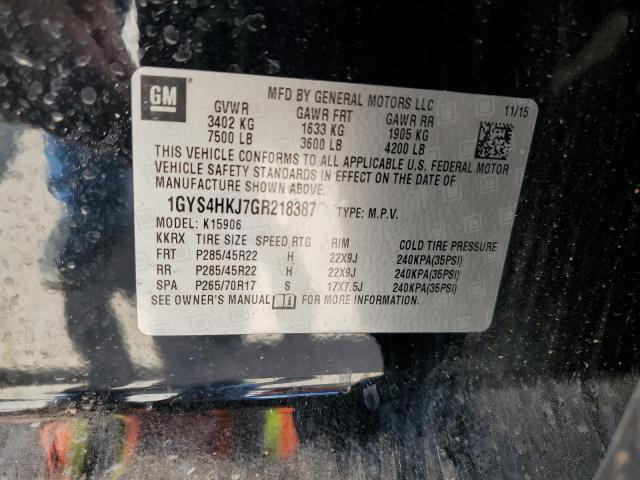 GM
MFD BY GENERAL MOTORS LLC
11/15
GVWR GAWR FRT GAWR RR
3402 KG 1633 KG 1905 KG
7500 LB 3600 LB 4200 LB
THIS VEHICLE CONFORMS TO ALL APPLICABLE U.S. FEDERAL MOTOR
VEHICLE SAFETY STANDARDS IN EFFECT ON THE DATE OF
MANUFACTURE SHOWN ABOVE.
1GYS4HKJ7GR218387 TYPE: M.P.V.
MODEL: K15906
KKRX TIRE SIZE SPEED RTG RIM COLD TIRE PRESSURE
FRT P285/45R22 H 22X9J 240KPA(35PSI)
RR P285/45R22 H 22X9J 240KPA(35PSI)
SPA P265/70R17 S 17X7.5J 240KPA(35PSI)
SEE OWNER'S MANUAL FOR MORE INFORMATION.